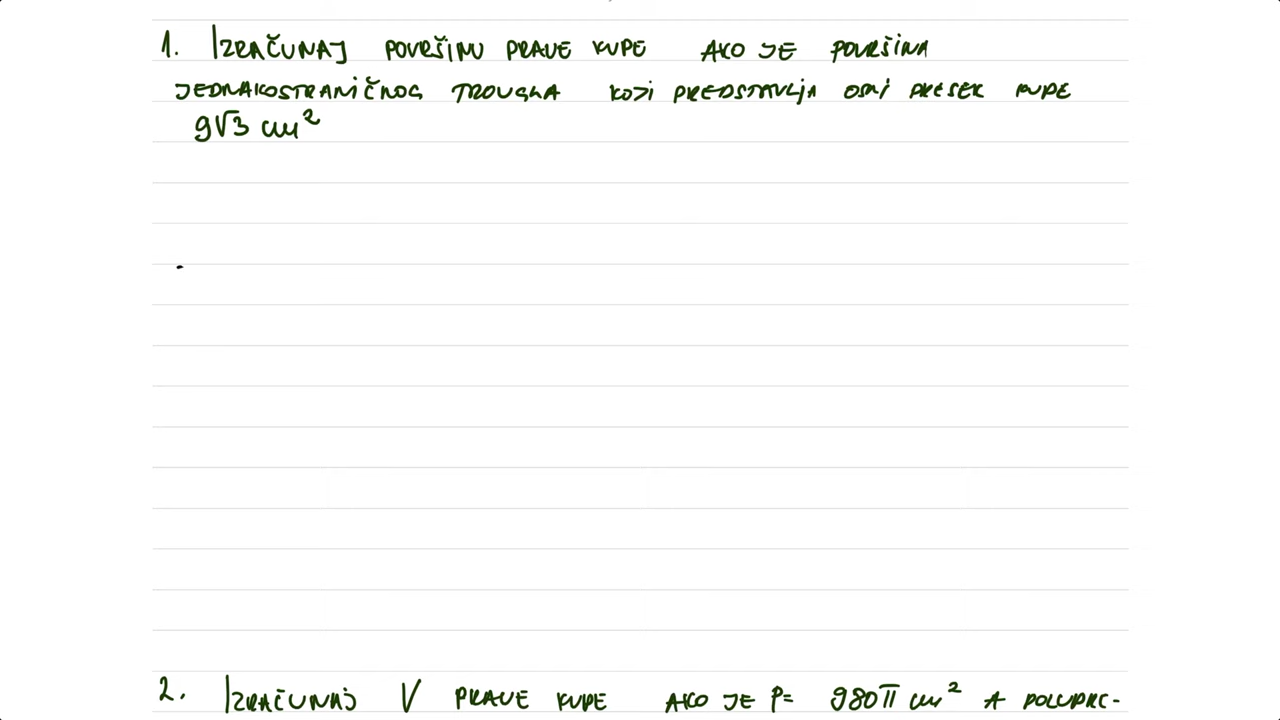 1. IZRAČUNAJ POVRŠINU PRAVE KUPE AKO JE POVRŠINA
JEDNAKOSTRANIČNOG TROUGLA KOJI PREDSTAVLJA OSNI PRESEK KUPE
9√3 cm²
2. IZRAČUNAJ V PRAVE KUPE AKO JE P= 980π cm² A POLUPRE-